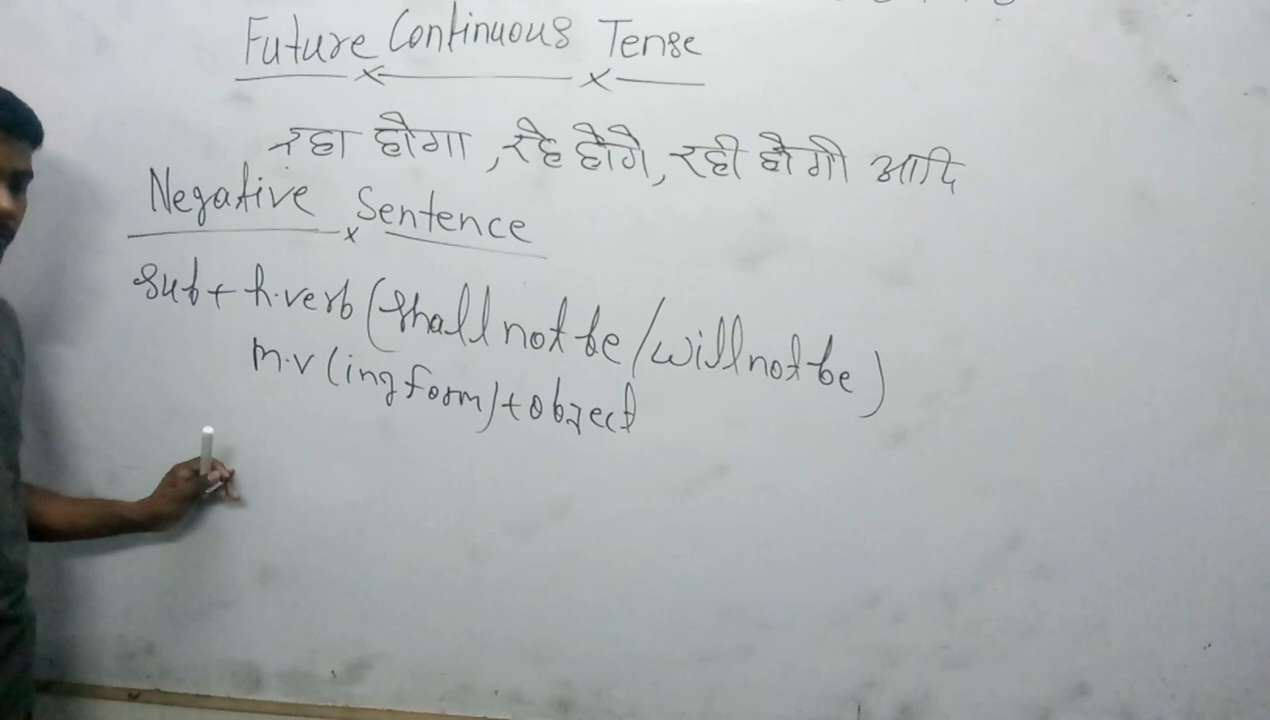 Future Continuous Tense
रहा होगा, रहे होंगे, रही होगी आदि
Negative Sentence
Sub + h.verb (Shall not be / will not be)
m.v (ing form) + object